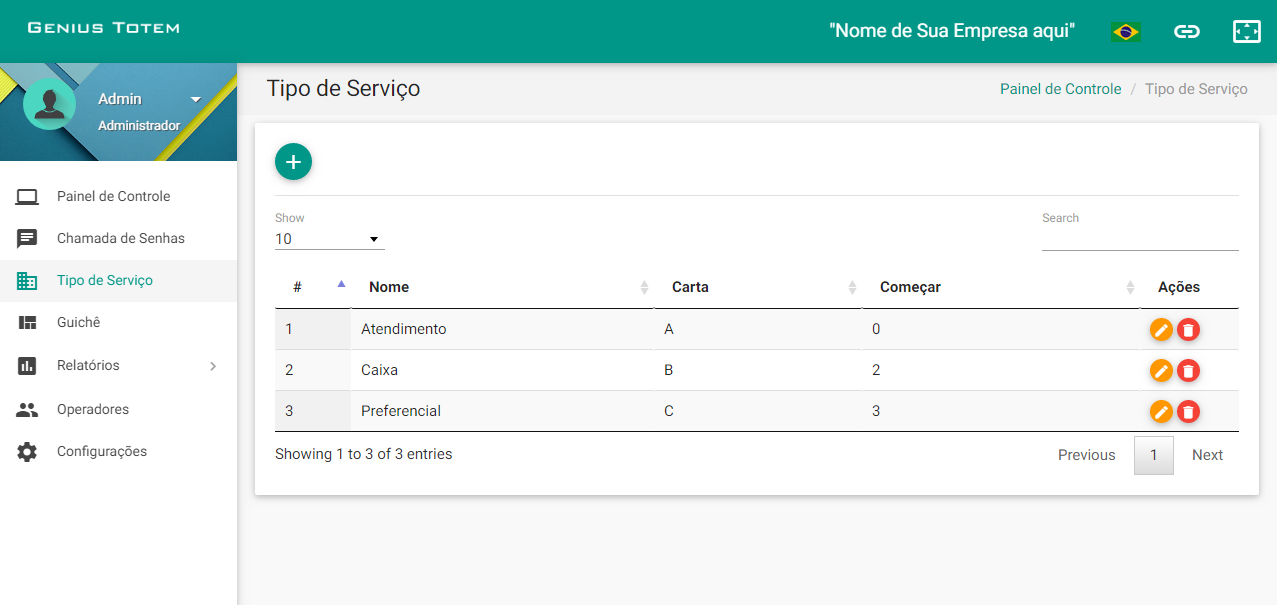 Genius Totem
"Nome de Sua Empresa aqui"
Admin
Administrador
Painel de Controle
Chamada de Senhas
Tipo de Serviço
Guichê
Relatórios
Operadores
Configurações
Tipo de Serviço
Painel de Controle / Tipo de Serviço
Show
10
Search
# Nome Carta Começar Ações
1 Atendimento A 0
2 Caixa B 2
3 Preferencial C 3
Showing 1 to 3 of 3 entries
Previous 1 Next